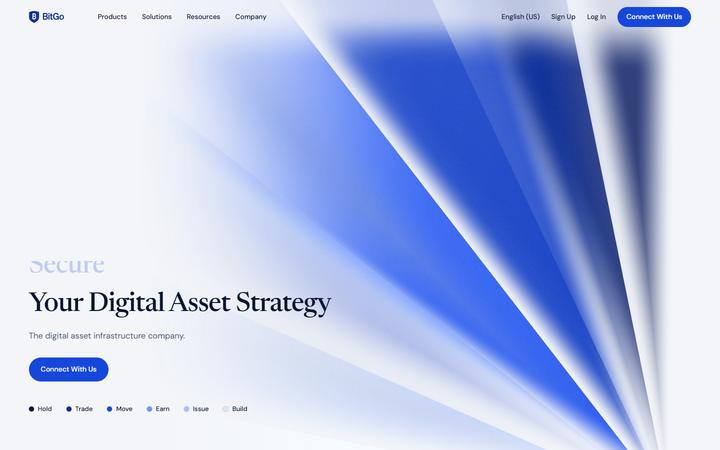 BitGo
Products Solutions Resources Company
English (US) Sign Up Log In Connect With Us
Secure
Your Digital Asset Strategy
The digital asset infrastructure company.
Connect With Us
Hold Trade Move Earn Issue Build